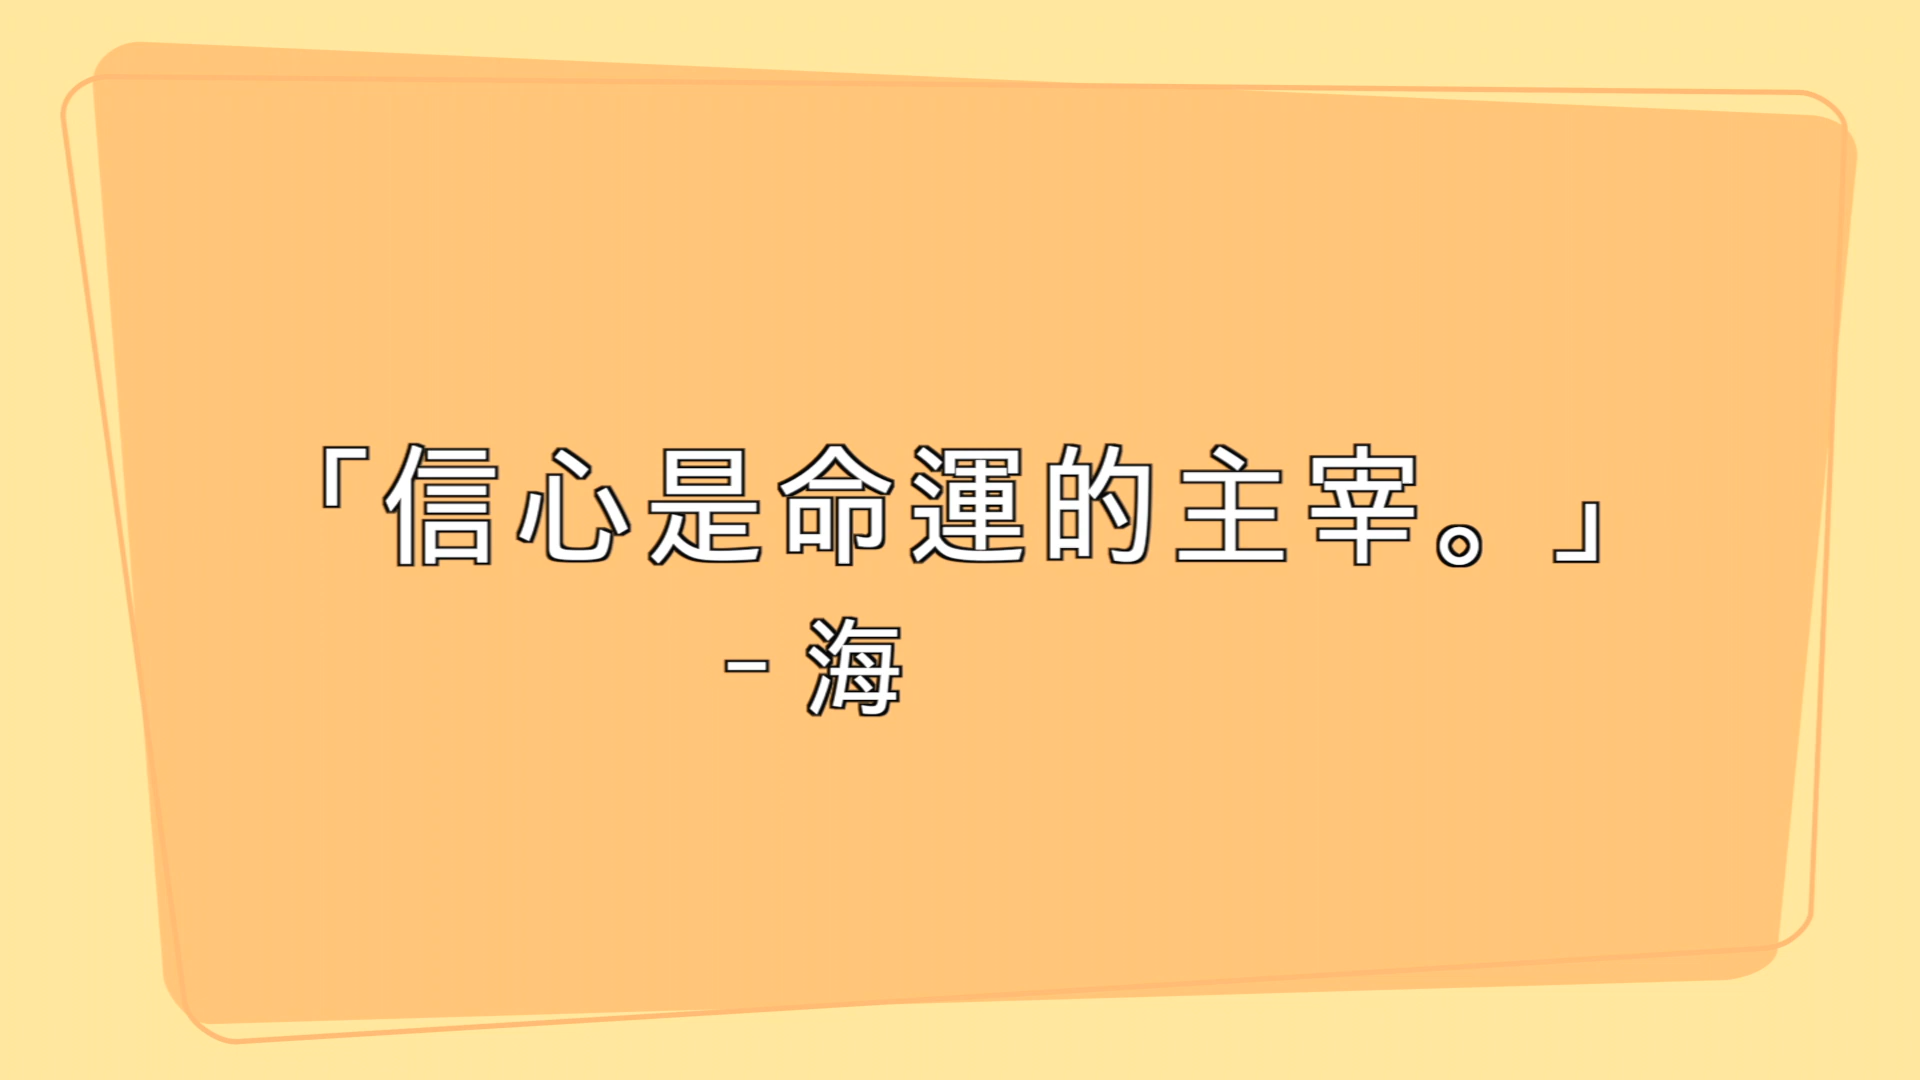 「信心是命運的主宰。」
– 海